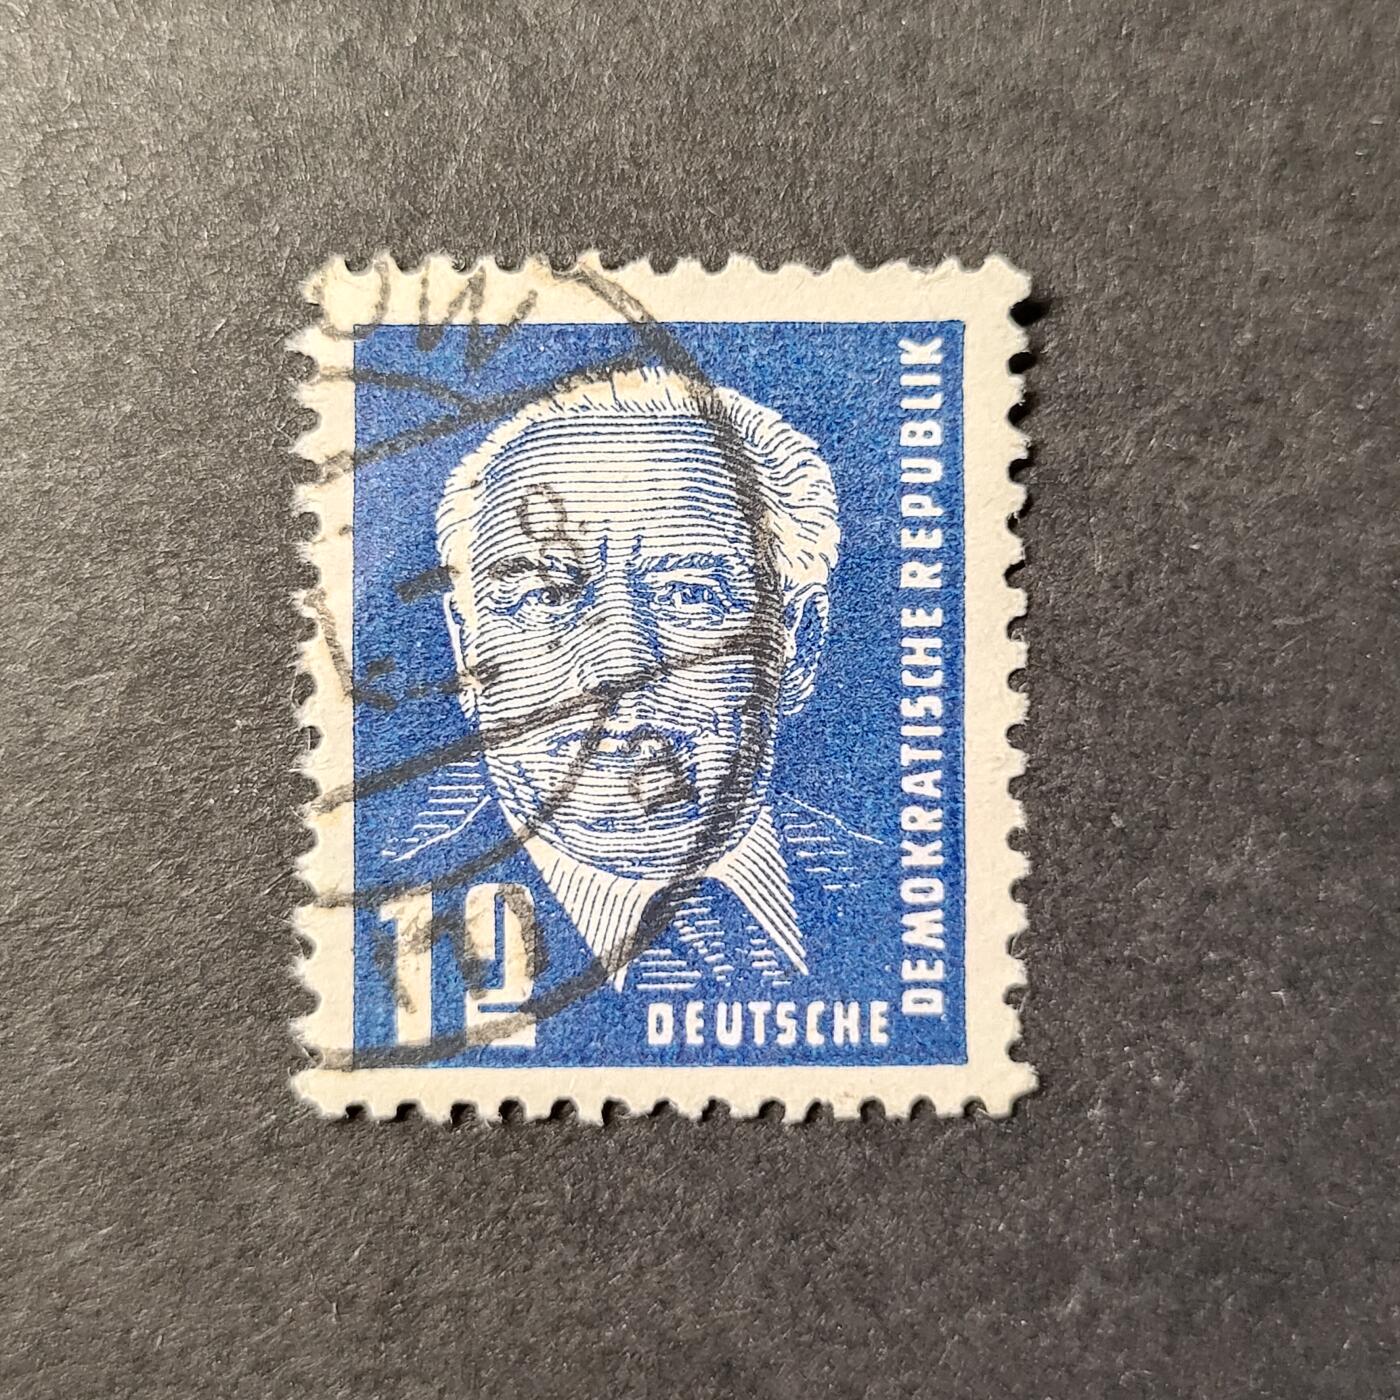 12
DEUTSCHE
DEMOKRATISCHE REPUBLIK